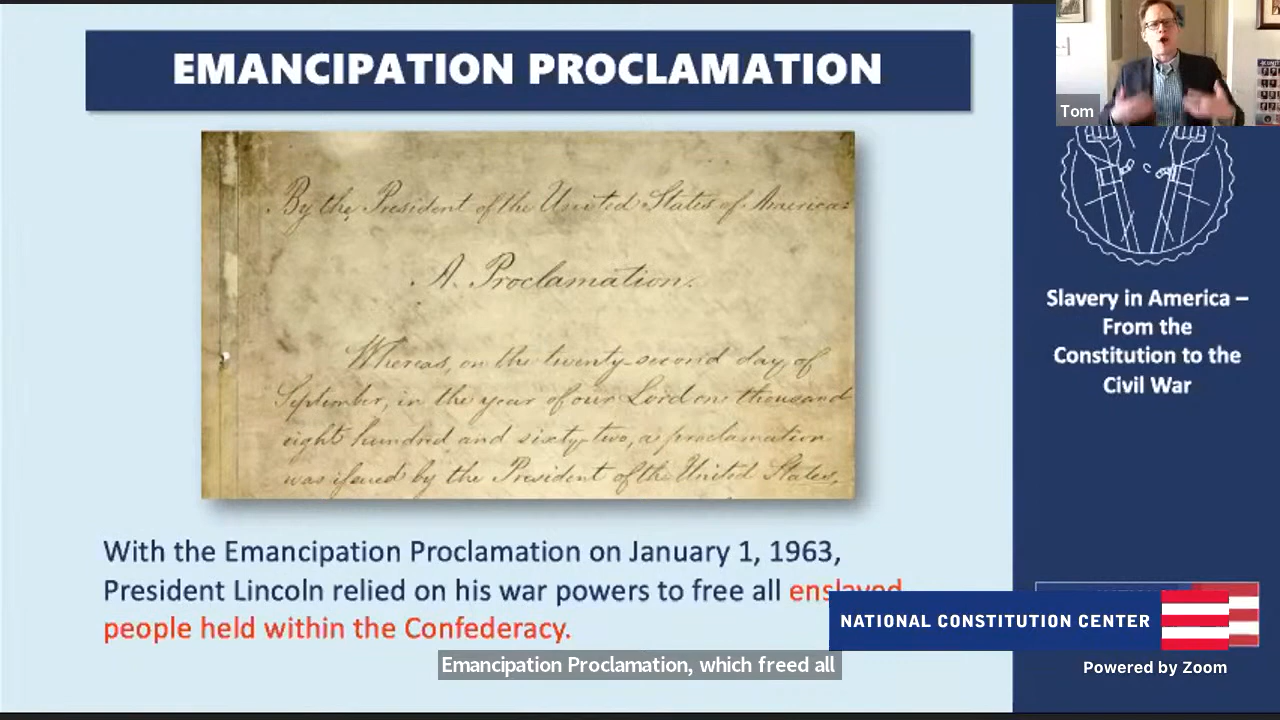 EMANCIPATION PROCLAMATION
Tom
By the President of the United States of America:
A Proclamation.
Whereas, on the twenty-second day of
September, in the year of our Lord one thousand
eight hundred and sixty-two, a proclamation
was issued by the President of the United States,
Slavery in America –
From the
Constitution to the
Civil War
With the Emancipation Proclamation on January 1, 1963,
President Lincoln relied on his war powers to free all enslaved
people held within the Confederacy.
NATIONAL CONSTITUTION CENTER
Emancipation Proclamation, which freed all
Powered by Zoom